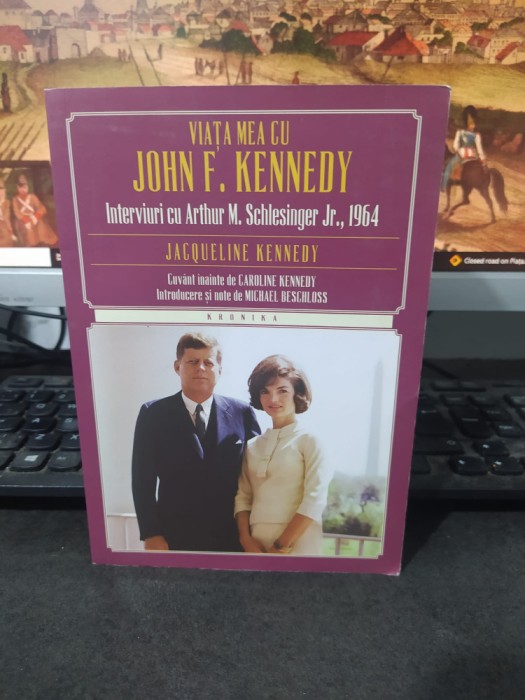 VIAȚA MEA CU
JOHN F. KENNEDY
Interviuri cu Arthur M. Schlesinger Jr., 1964
JACQUELINE KENNEDY
Cuvânt înainte de CAROLINE KENNEDY
Introducere și note de MICHAEL BESCHLOSS
KRONIKA
Closed road on Piața